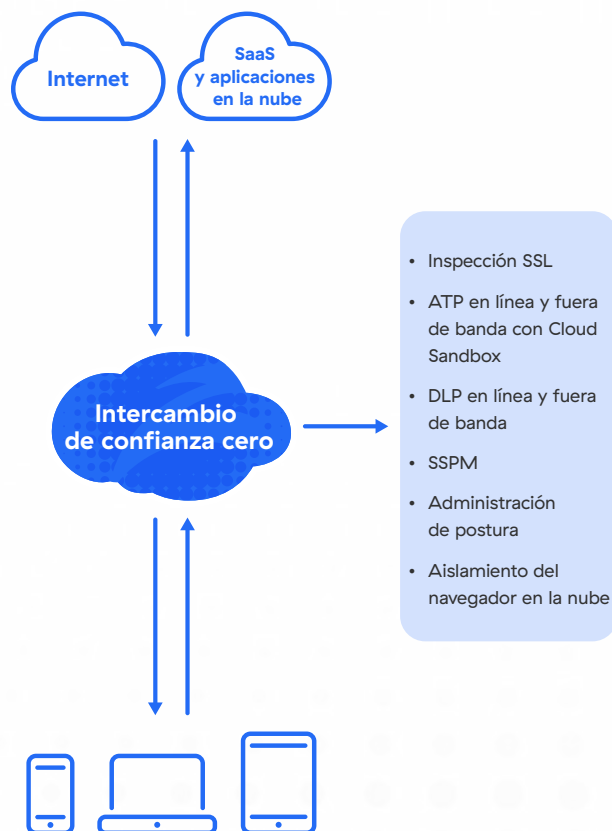 Internet
SaaS
y aplicaciones
en la nube
Intercambio
de confianza cero
• Inspección SSL
• ATP en línea y fuera
de banda con Cloud
Sandbox
• DLP en línea y fuera
de banda
• SSPM
• Administración
de postura
• Aislamiento del
navegador en la nube